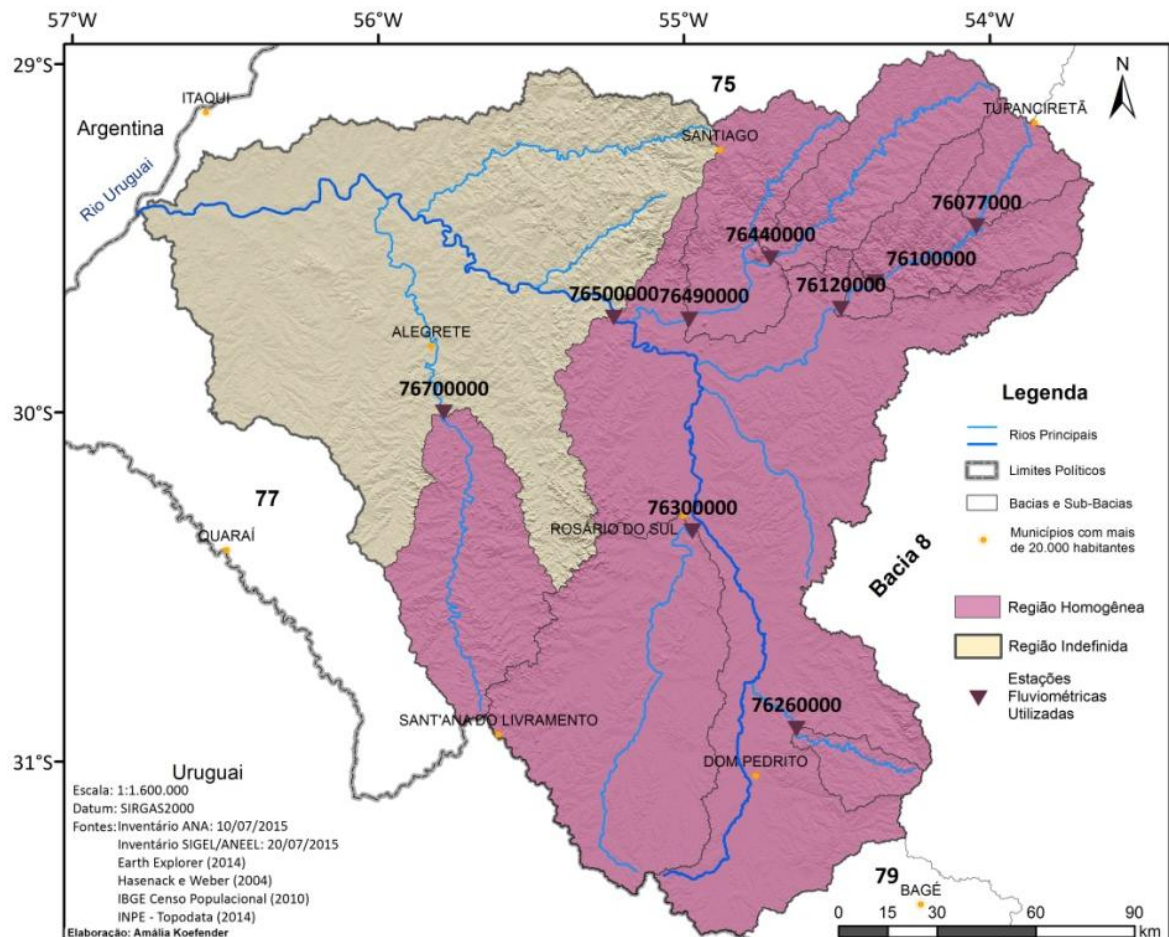 57°W
56°W
55°W
54°W
29°S
30°S
31°S
N
75
ITAQUI
Argentina
Rio Uruguai
SANTIAGO
TUPANCIRETÃ
76077000
76440000
76100000
76500000
76490000
76120000
ALEGRETE
76700000
77
QUARAÍ
76300000
ROSÁRIO DO SUL
Bacia 8
76260000
SANT'ANA DO LIVRAMENTO
DOM PEDRITO
Uruguai
79
BAGÉ
Legenda
Rios Principais
Limites Políticos
Bacias e Sub-Bacias
Municípios com mais
de 20.000 habitantes
Região Homogênea
Região Indefinida
Estações
Fluviométricas
Utilizadas
Escala: 1:1.600.000
Datum: SIRGAS2000
Fontes: Inventário ANA: 10/07/2015
Inventário SIGEL/ANEEL: 20/07/2015
Earth Explorer (2014)
Hasenack e Weber (2004)
IBGE Censo Populacional (2010)
INPE - Topodata (2014)
Elaboração: Amália Koefender
0 15 30 60 90
km